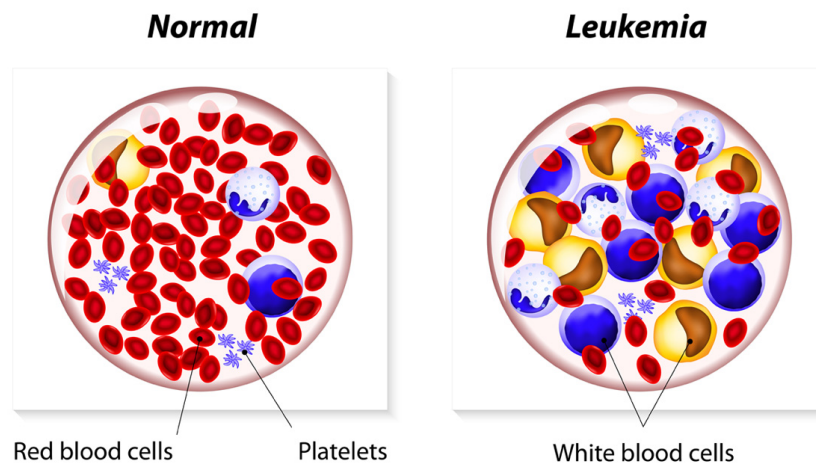 Normal
Leukemia
Red blood cells
Platelets
White blood cells